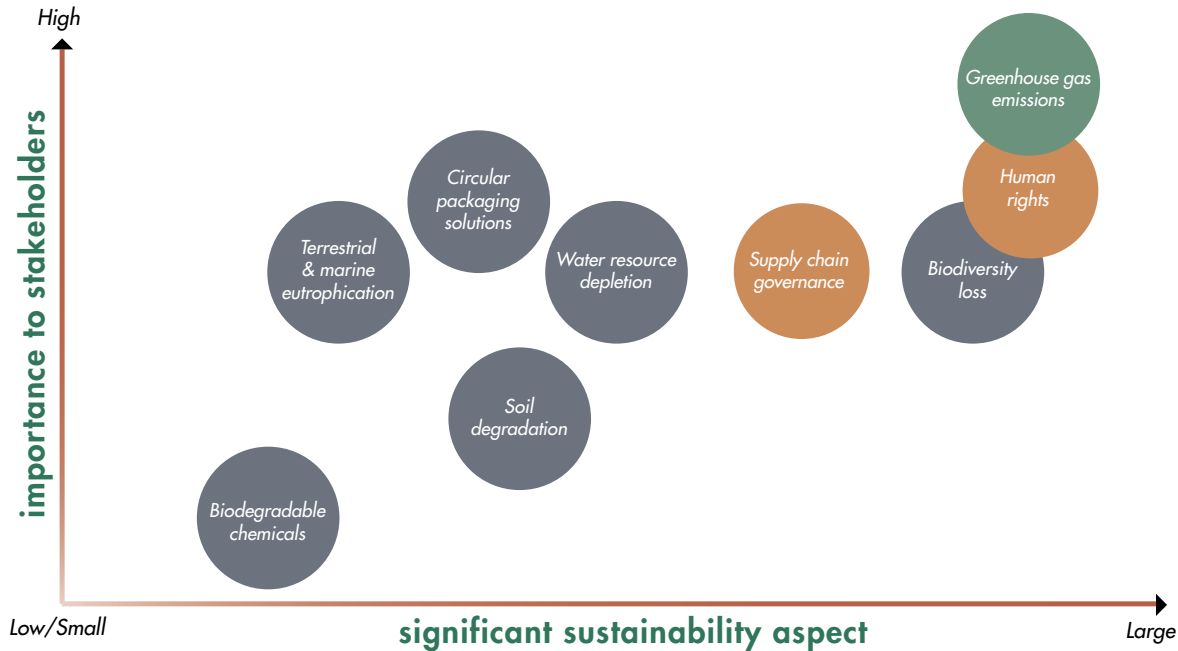 High
importance to stakeholders
Greenhouse gas
emissions
Human
rights
Circular
packaging
solutions
Terrestrial
& marine
eutrophication
Water resource
depletion
Supply chain
governance
Biodiversity
loss
Soil
degradation
Biodegradable
chemicals
Low/Small
significant sustainability aspect
Large